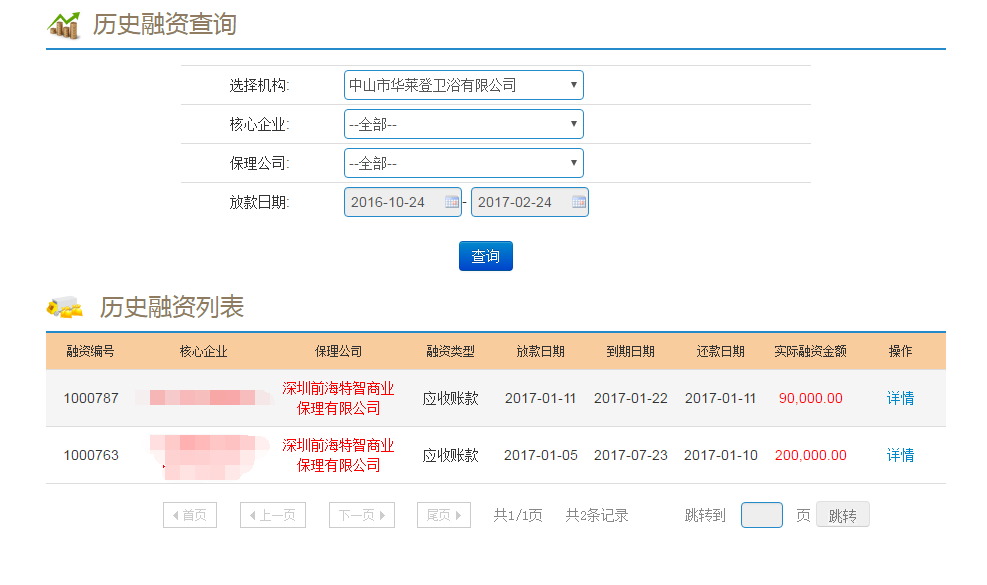 历史融资查询
选择机构: 中山市华莱登卫浴有限公司
核心企业: --全部--
保理公司: --全部--
放款日期: 2016-10-24 - 2017-02-24
查询
历史融资列表
融资编号 核心企业 保理公司 融资类型 放款日期 到期日期 还款日期 实际融资金额 操作
1000787 深圳前海特智商业 应收账款 2017-01-11 2017-01-22 2017-01-11 90,000.00 详情
保理有限公司
1000763 深圳前海特智商业 应收账款 2017-01-05 2017-07-23 2017-01-10 200,000.00 详情
保理有限公司
首页 上一页 下一页 尾页 共1/1页 共2条记录 跳转到 页 跳转